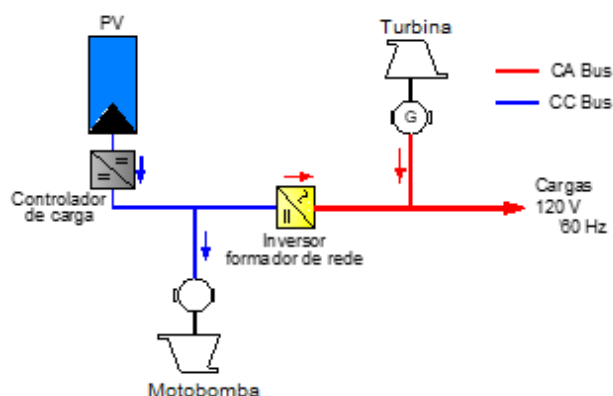 PV
Turbina
CA Bus
CC Bus
G
Controlador
de carga
Inversor
formador de rede
Cargas
120 V
'60 Hz
Motobomba